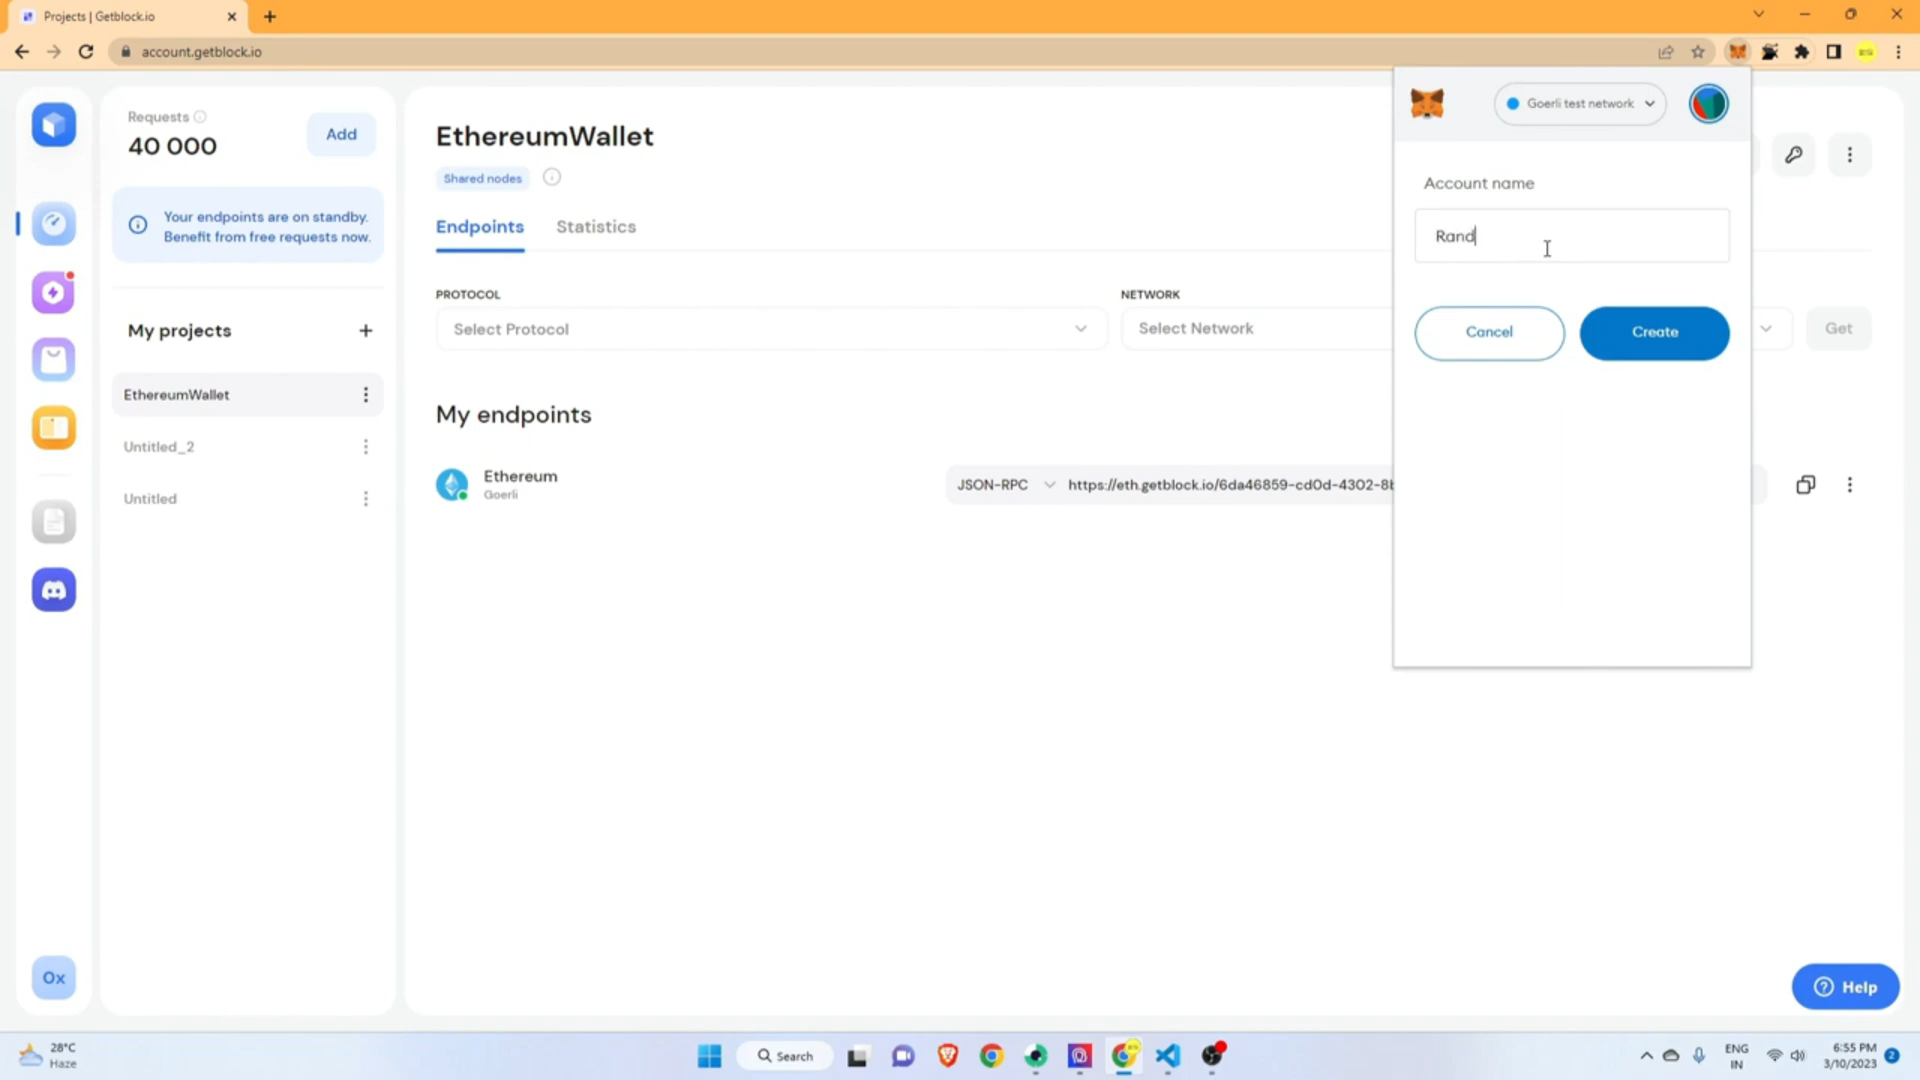 Projects | Getblock.io
account.getblock.io
Requests
40 000
Add
Your endpoints are on standby.
Benefit from free requests now.
My projects
EthereumWallet
Untitled_2
Untitled
Ox
EthereumWallet
Shared nodes
Endpoints
Statistics
PROTOCOL
Select Protocol
NETWORK
Select Network
Get
My endpoints
Ethereum
Goerli
JSON-RPC
https://eth.getblock.io/6da46859-cd0d-4302-8b
Goerli test network
Account name
Rand
Cancel
Create
Help
28°C
Haze
Search
ENG
IN
6:55 PM
3/10/2023
2